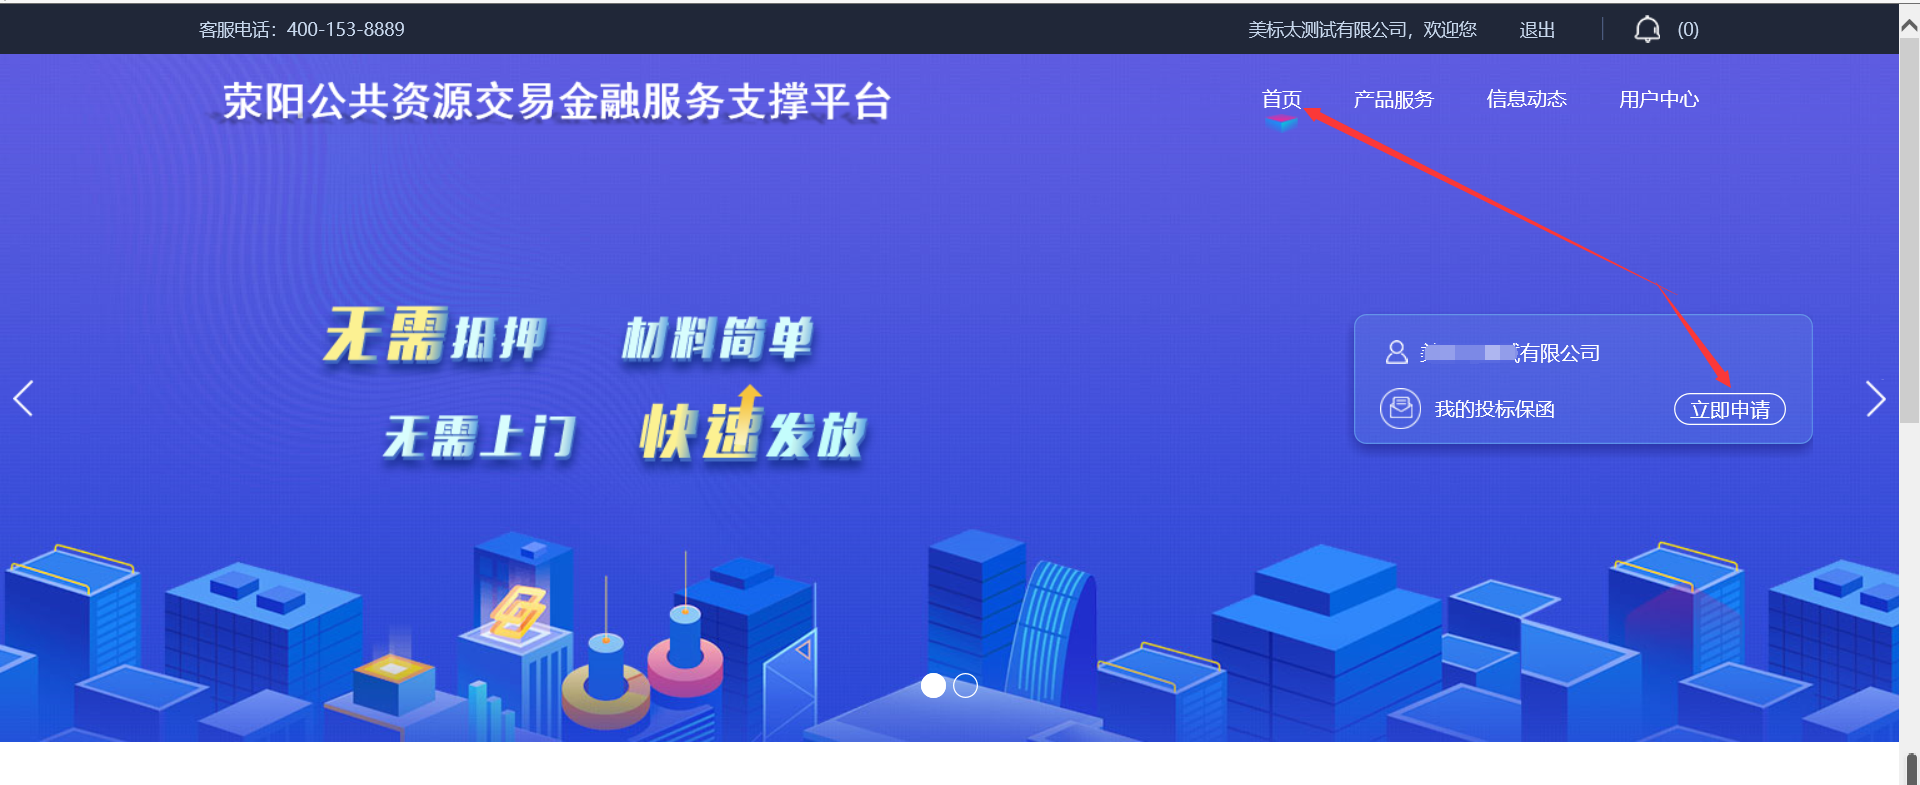 客服电话：400-153-8889
美标太测试有限公司，欢迎您 退出 (0)
荥阳公共资源交易金融服务支撑平台
首页 产品服务 信息动态 用户中心
无需抵押 材料简单
无需上门 快速发放
有限公司
我的投标保函 立即申请